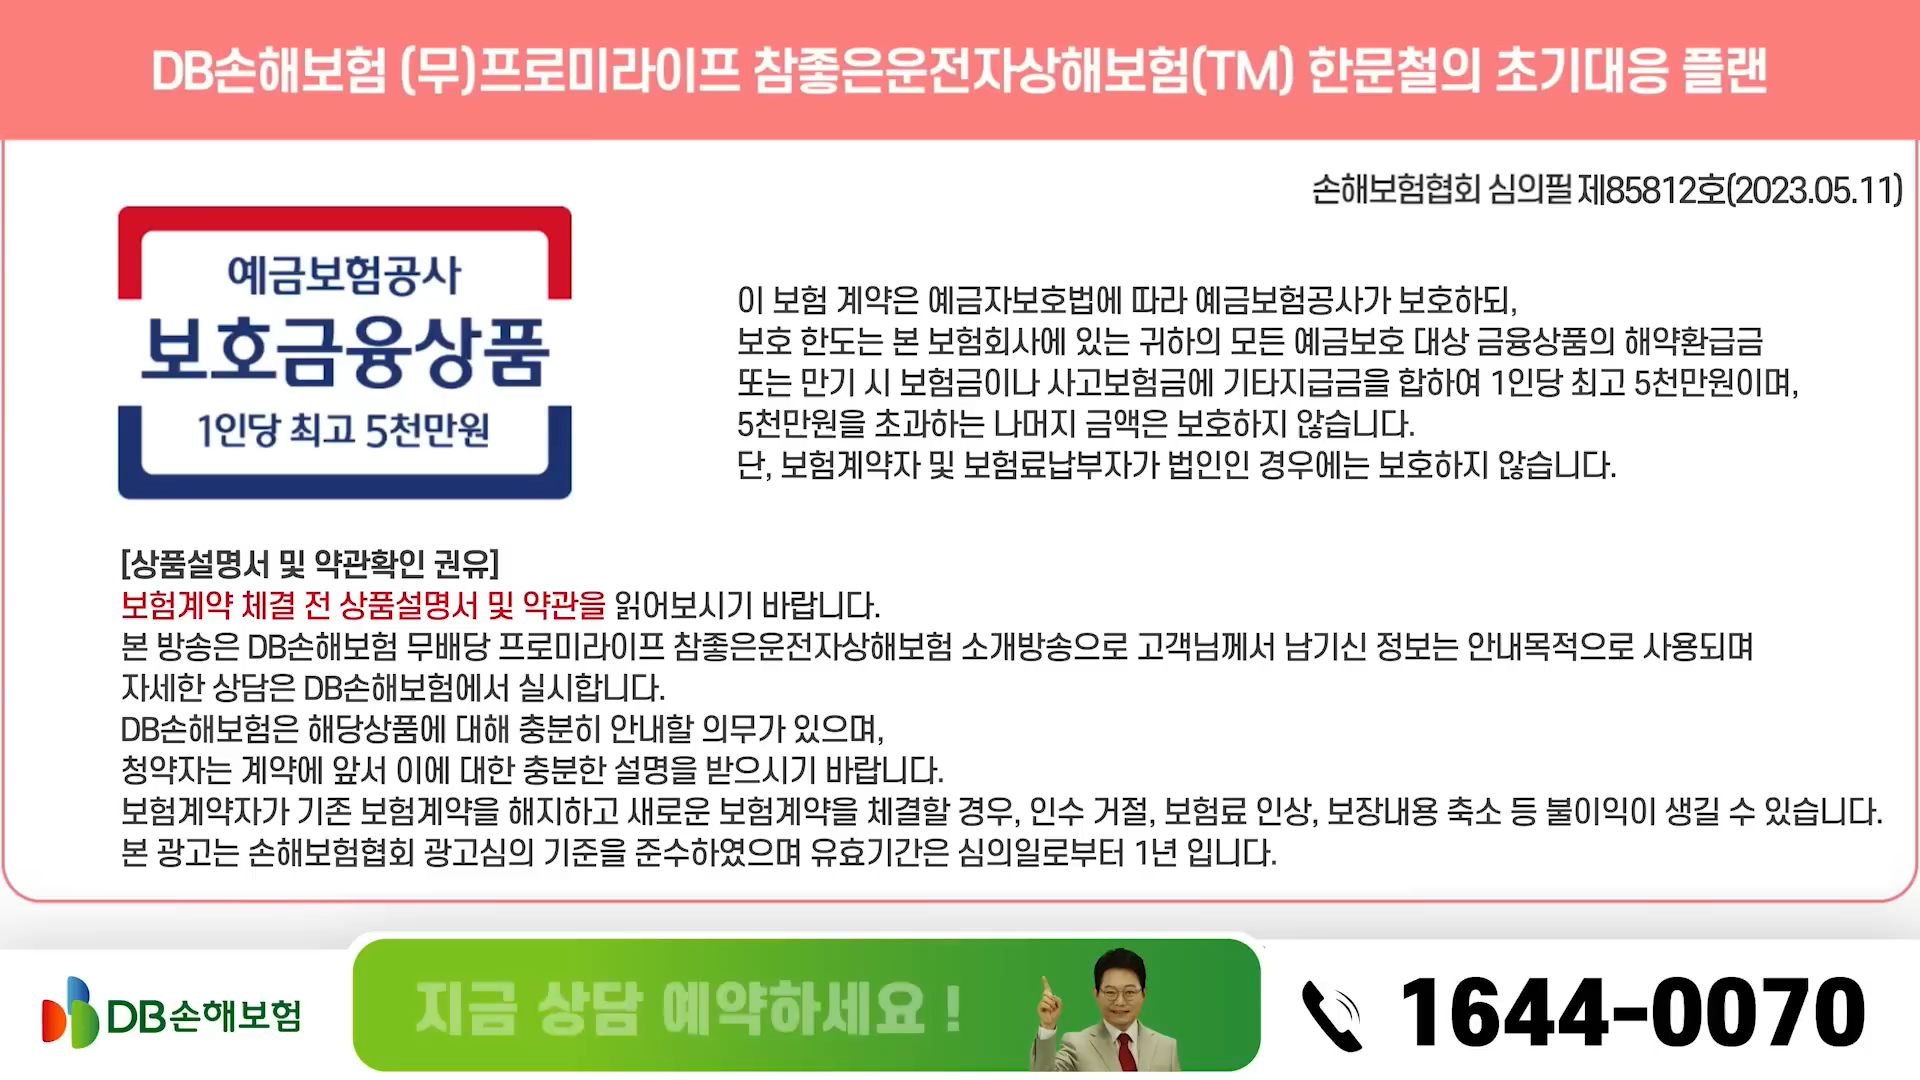 DB손해보험 (무)프로미라이프 참좋은운전자상해보험(TM) 한문철의 초기대응 플랜
손해보험협회 심의필 제85812호(2023.05.11)
예금보험공사
보호금융상품
1인당 최고 5천만원
이 보험 계약은 예금자보호법에 따라 예금보험공사가 보호하되,
보호 한도는 본 보험회사에 있는 귀하의 모든 예금보호 대상 금융상품의 해약환급금
또는 만기 시 보험금이나 사고보험금에 기타지급금을 합하여 1인당 최고 5천만원이며,
5천만원을 초과하는 나머지 금액은 보호하지 않습니다.
단, 보험계약자 및 보험료납부자가 법인인 경우에는 보호하지 않습니다.
[상품설명서 및 약관확인 권유]
보험계약 체결 전 상품설명서 및 약관을 읽어보시기 바랍니다.
본 방송은 DB손해보험 무배당 프로미라이프 참좋은운전자상해보험 소개방송으로 고객님께서 남기신 정보는 안내목적으로 사용되며
자세한 상담은 DB손해보험에서 실시합니다.
DB손해보험은 해당상품에 대해 충분히 안내할 의무가 있으며,
청약자는 계약에 앞서 이에 대한 충분한 설명을 받으시기 바랍니다.
보험계약자가 기존 보험계약을 해지하고 새로운 보험계약을 체결할 경우, 인수 거절, 보험료 인상, 보장내용 축소 등 불이익이 생길 수 있습니다.
본 광고는 손해보험협회 광고심의 기준을 준수하였으며 유효기간은 심의일로부터 1년 입니다.
DB손해보험
지금 상담 예약하세요 !
1644-0070